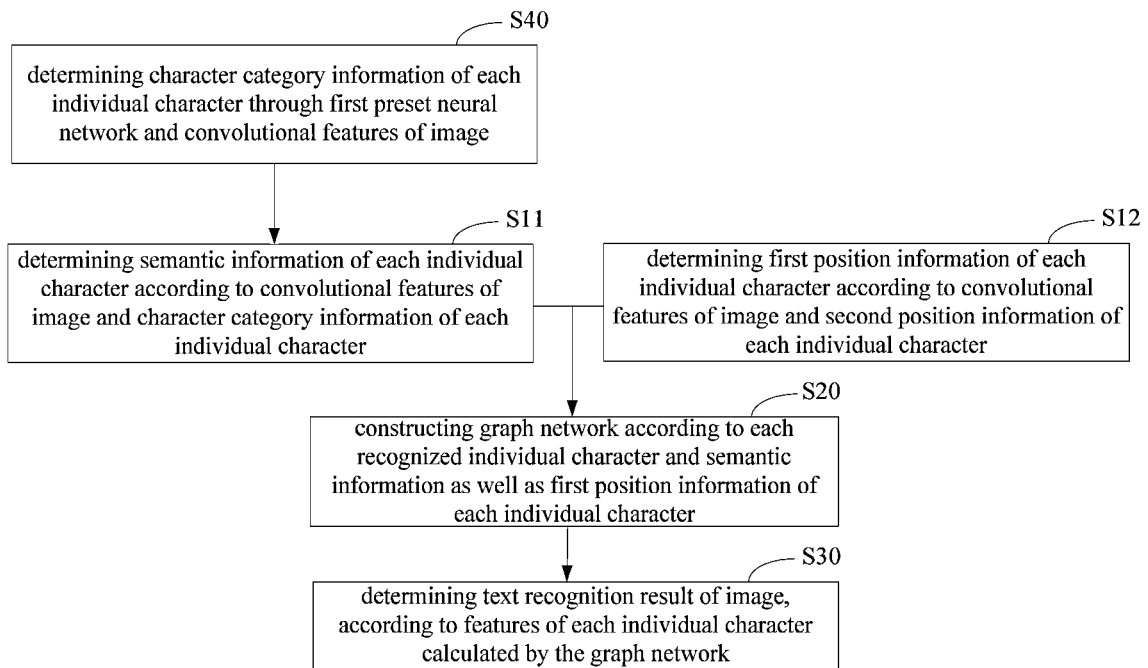 S40
determining character category information of each
individual character through first preset neural
network and convolutional features of image
S11
determining semantic information of each individual
character according to convolutional features of
image and character category information of each
individual character
S12
determining first position information of each
individual character according to convolutional
features of image and second position information of
each individual character
S20
constructing graph network according to each
recognized individual character and semantic
information as well as first position information of
each individual character
S30
determining text recognition result of image,
according to features of each individual character
calculated by the graph network